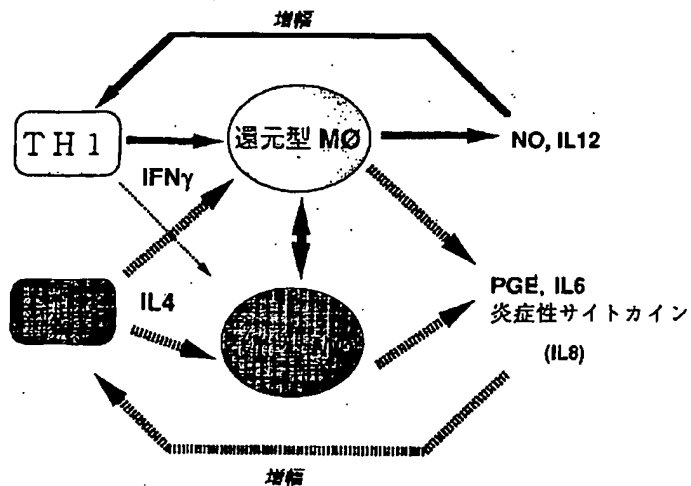 増幅
TH1
還元型 MØ
NO, IL12
IFNγ
IL4
PGE, IL6
炎症性サイトカイン
(IL8)
増幅